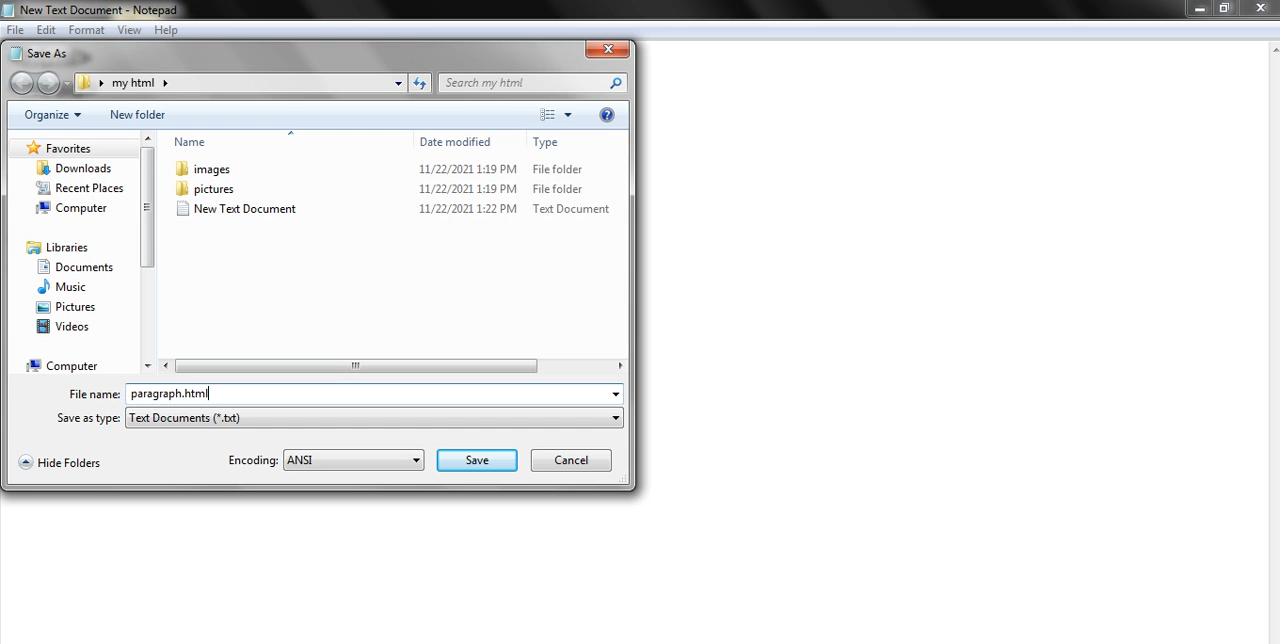 New Text Document - Notepad
File Edit Format View Help
Save As
my html
Search my html
Organize New folder
Name Date modified Type
Favorites
Downloads
Recent Places
Computer
Libraries
Documents
Music
Pictures
Videos
Computer
images 11/22/2021 1:19 PM File folder
pictures 11/22/2021 1:19 PM File folder
New Text Document 11/22/2021 1:22 PM Text Document
File name: paragraph.html
Save as type: Text Documents (*.txt)
Hide Folders Encoding: ANSI Save Cancel